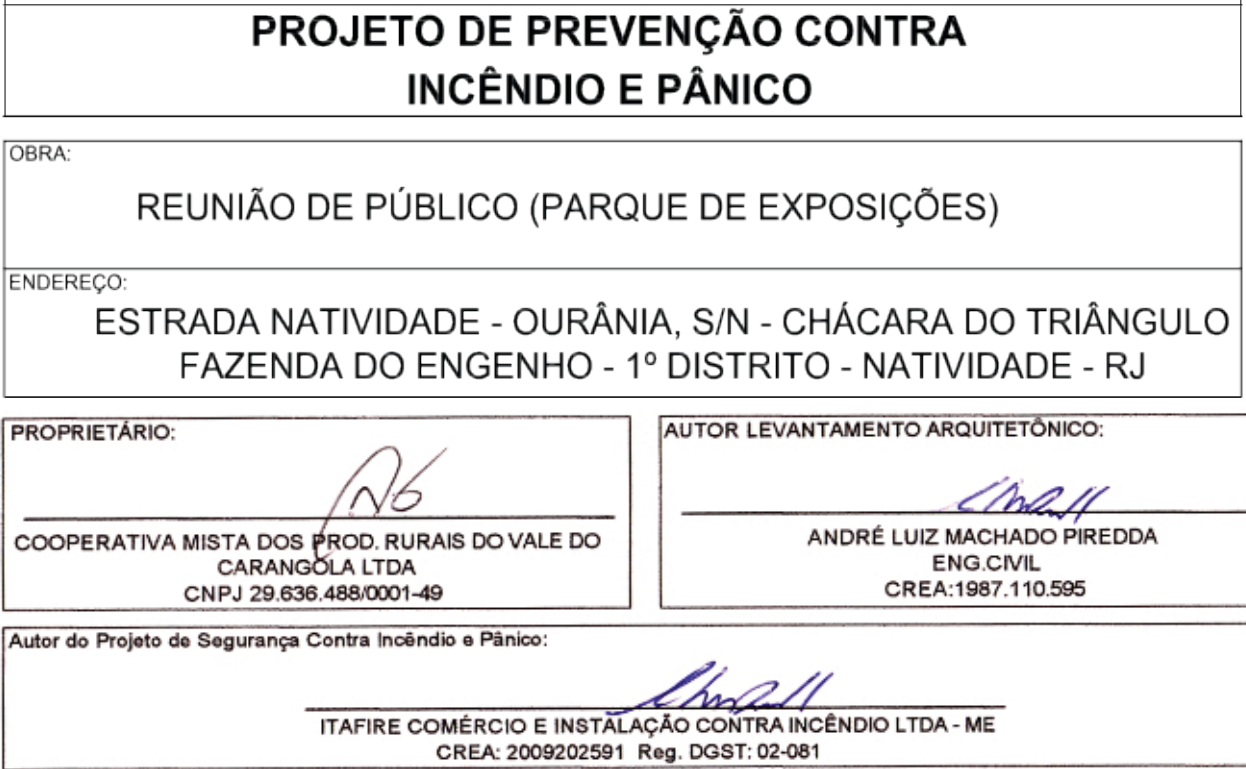 PROJETO DE PREVENÇÃO CONTRA
INCÊNDIO E PÂNICO
OBRA:
REUNIÃO DE PÚBLICO (PARQUE DE EXPOSIÇÕES)
ENDEREÇO:
ESTRADA NATIVIDADE - OURÂNIA, S/N - CHÁCARA DO TRIÂNGULO
FAZENDA DO ENGENHO - 1º DISTRITO - NATIVIDADE - RJ
PROPRIETÁRIO:
COOPERATIVA MISTA DOS PROD. RURAIS DO VALE DO
CARANGOLA LTDA
CNPJ 29.636.488/0001-49
AUTOR LEVANTAMENTO ARQUITETÔNICO:
ANDRÉ LUIZ MACHADO PIREDDA
ENG.CIVIL
CREA:1987.110.595
Autor do Projeto de Segurança Contra Incêndio e Pânico:
ITAFIRE COMÉRCIO E INSTALAÇÃO CONTRA INCÊNDIO LTDA - ME
CREA: 2009202591 Reg. DGST: 02-081